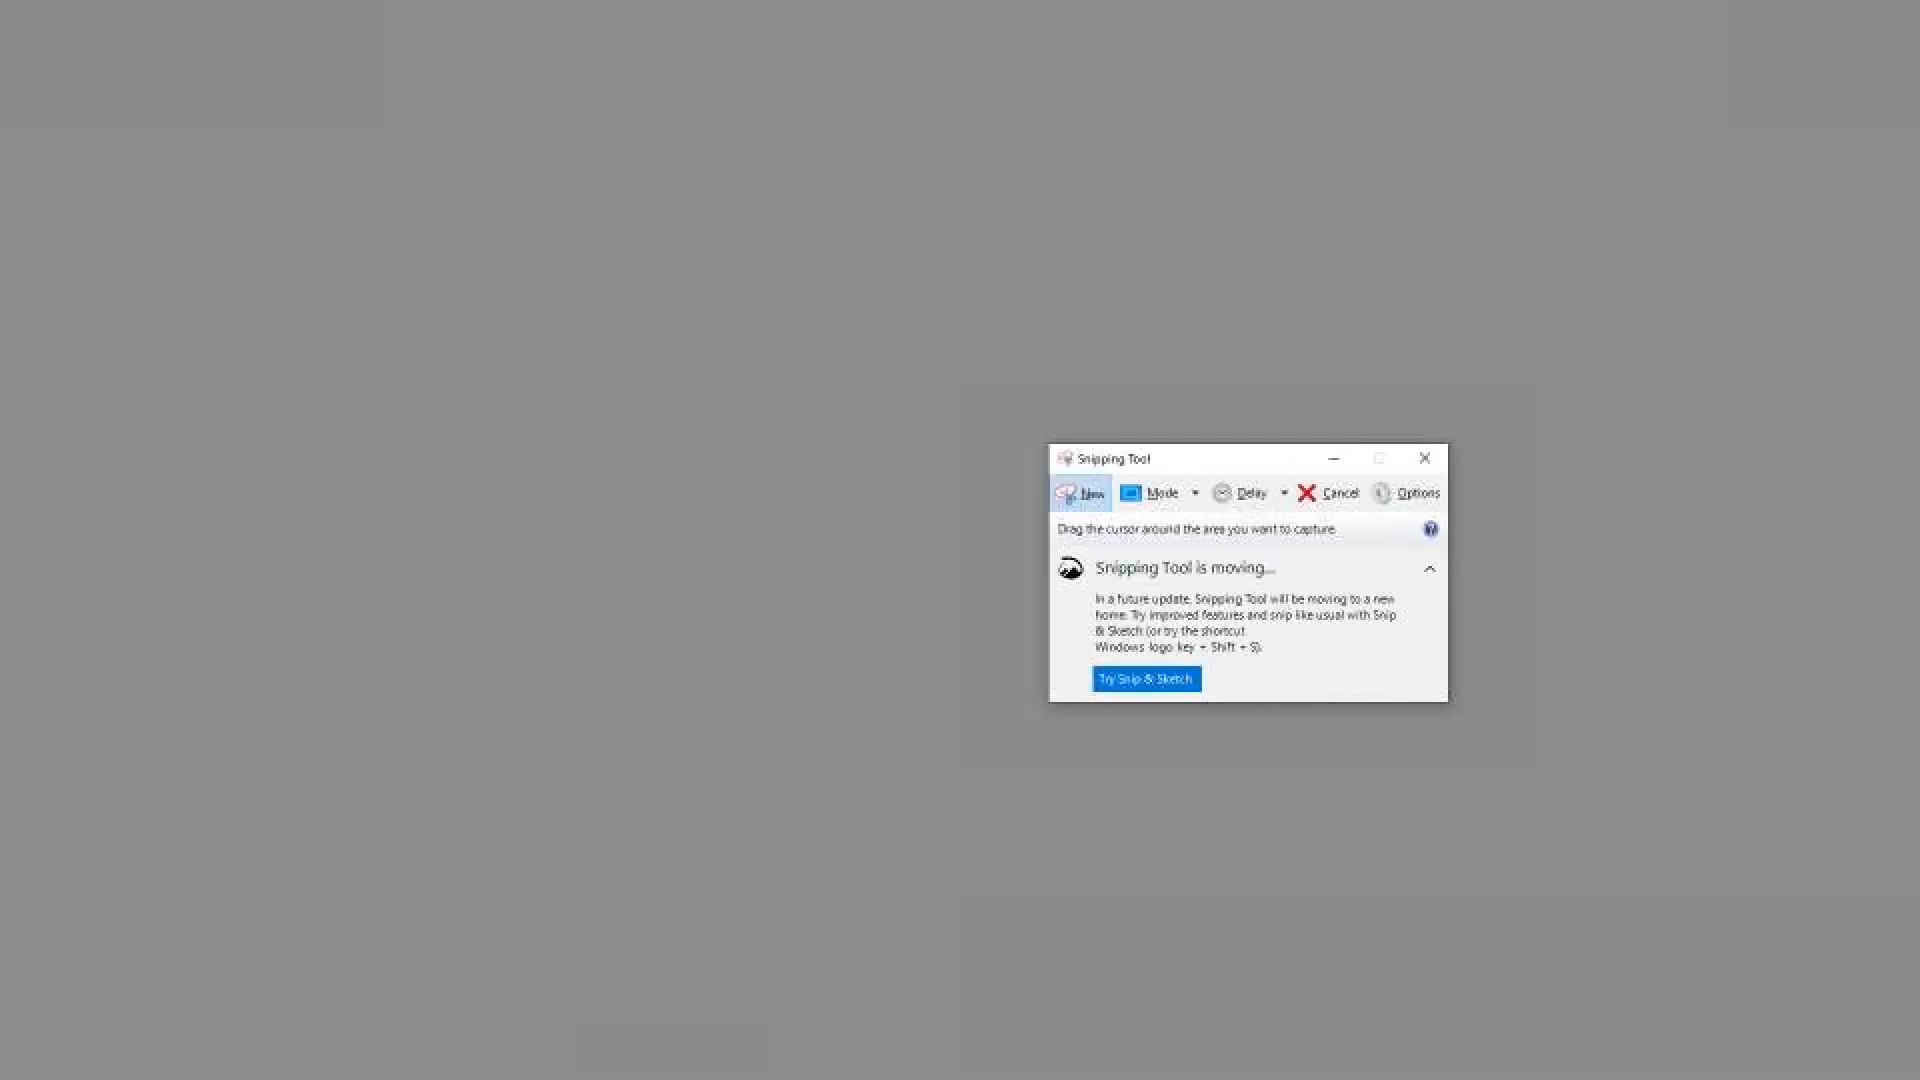 Snipping Tool
New Mode Delay Cancel Options
Drag the cursor around the area you want to capture.
Snipping Tool is moving...
In a future update, Snipping Tool will be moving to a new
home. Try improved features and snip like usual with Snip
& Sketch (or try the shortcut
Windows logo key + Shift + S).
Try Snip & Sketch